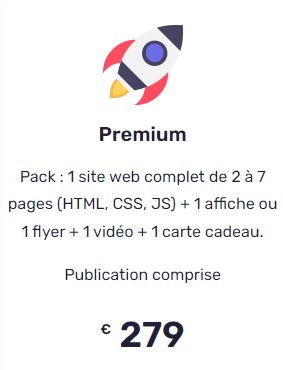 Premium
Pack : 1 site web complet de 2 à 7
pages (HTML, CSS, JS) + 1 affiche ou
1 flyer + 1 vidéo + 1 carte cadeau.
Publication comprise
€ 279